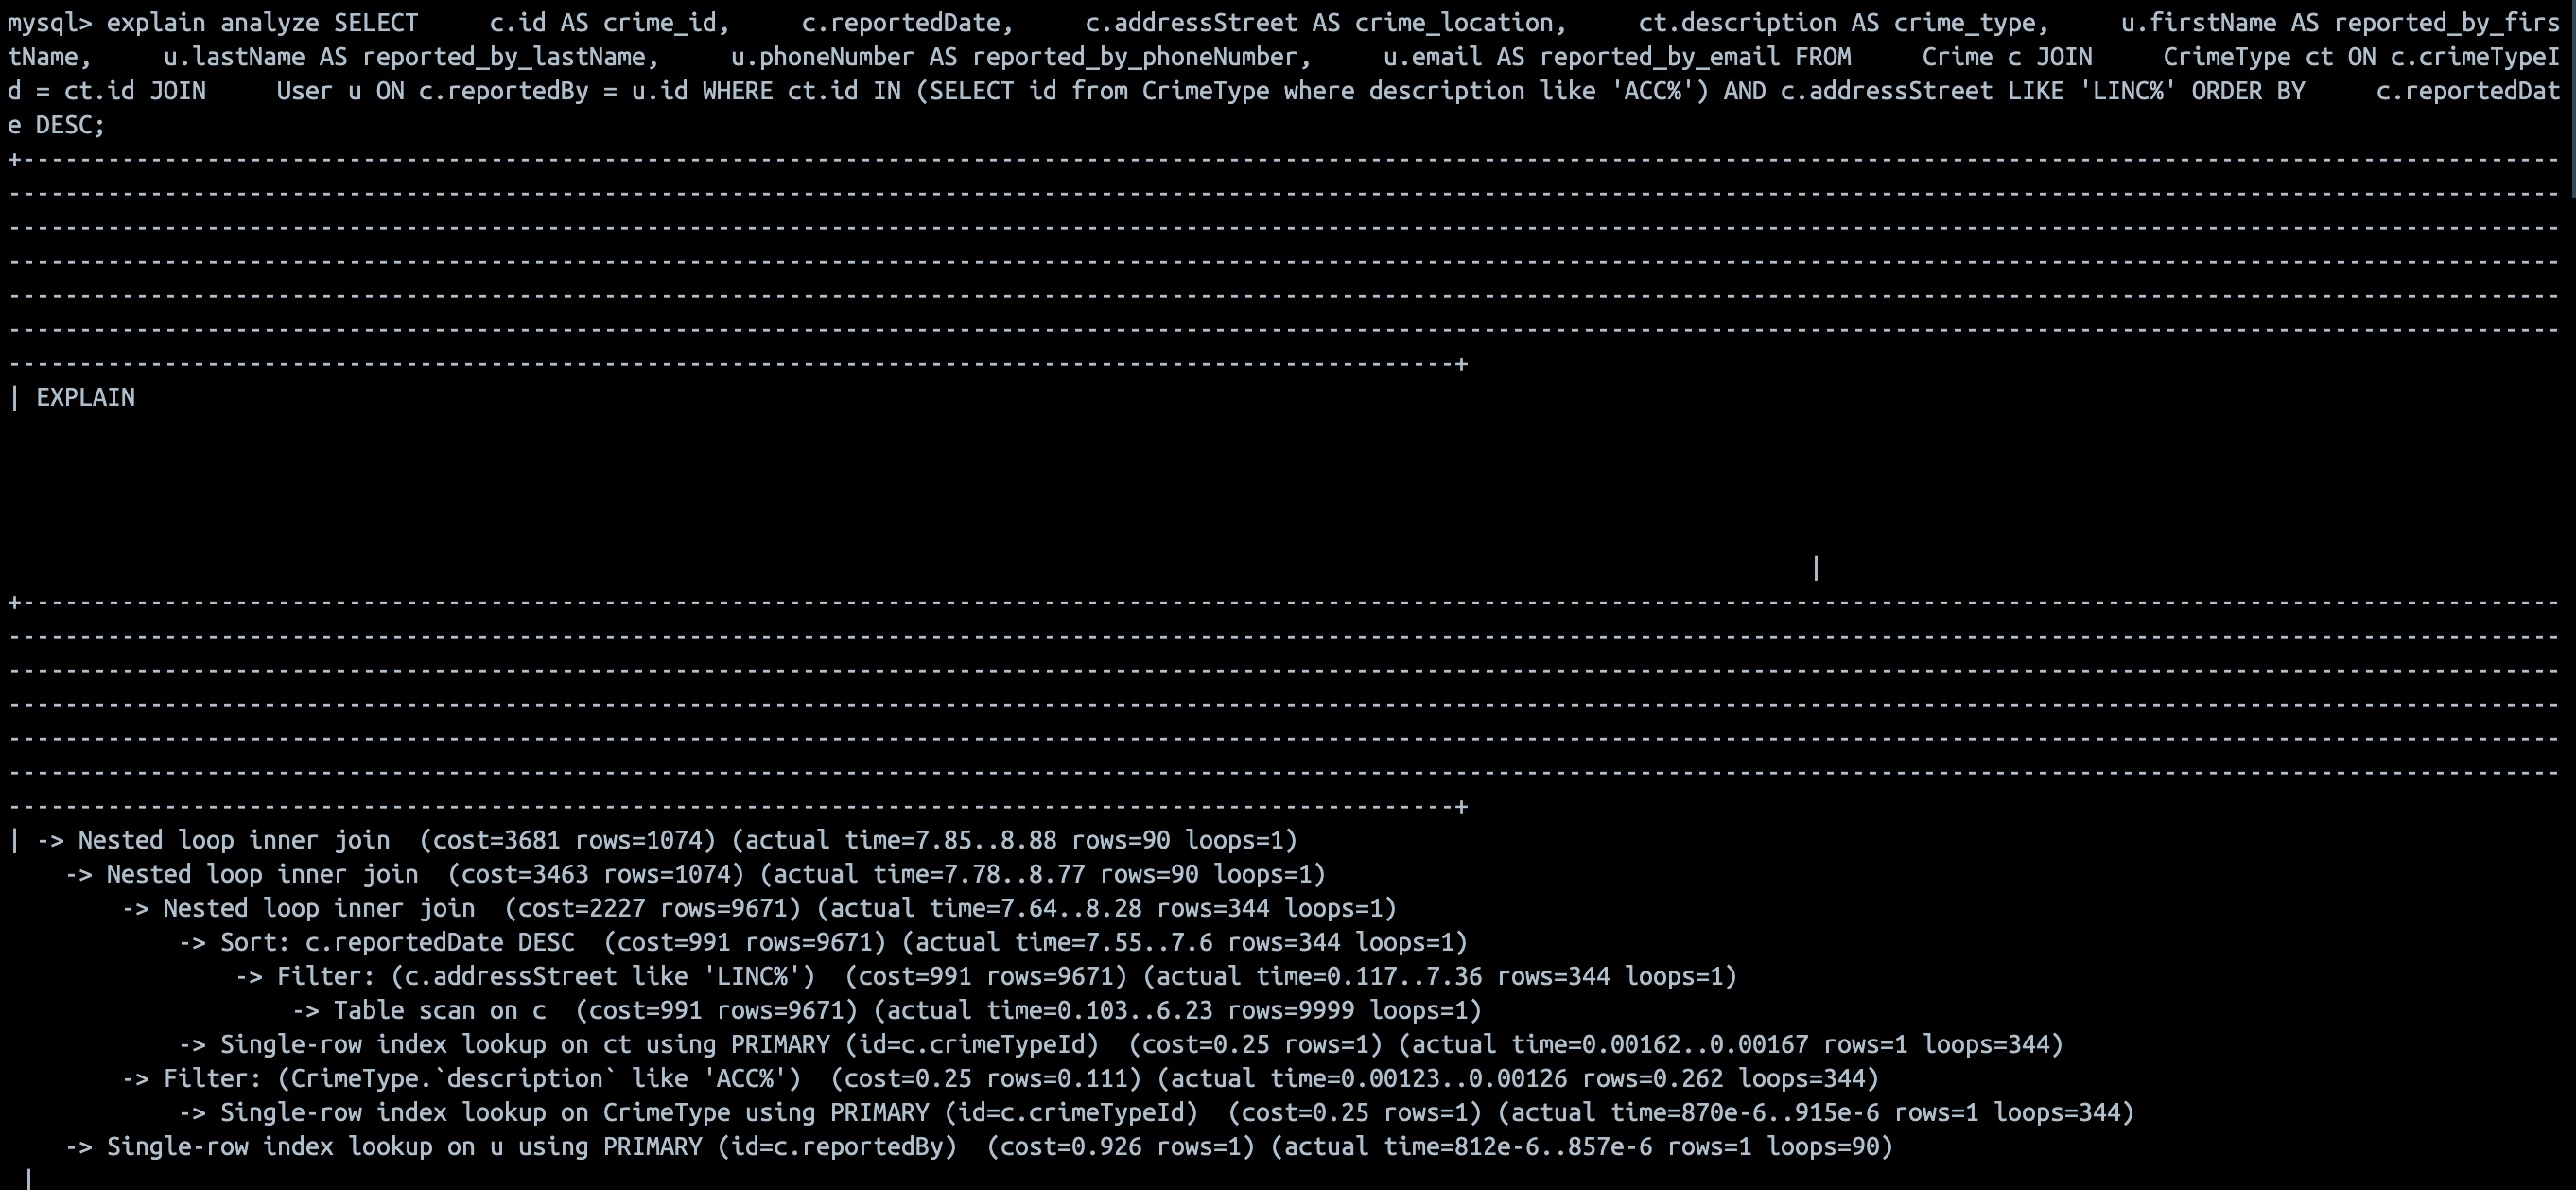 mysql> explain analyze SELECT     c.id AS crime_id,     c.reportedDate,     c.addressStreet AS crime_location,     ct.description AS crime_type,     u.firstName AS reported_by_firs
tName,     u.lastName AS reported_by_lastName,     u.phoneNumber AS reported_by_phoneNumber,     u.email AS reported_by_email FROM     Crime c JOIN     CrimeType ct ON c.crimeTypeI
d = ct.id JOIN     User u ON c.reportedBy = u.id WHERE ct.id IN (SELECT id from CrimeType where description like 'ACC%') AND c.addressStreet LIKE 'LINC%' ORDER BY     c.reportedDat
e DESC;
| EXPLAIN
|
| -> Nested loop inner join  (cost=3681 rows=1074) (actual time=7.85..8.88 rows=90 loops=1)
    -> Nested loop inner join  (cost=3463 rows=1074) (actual time=7.78..8.77 rows=90 loops=1)
        -> Nested loop inner join  (cost=2227 rows=9671) (actual time=7.64..8.28 rows=344 loops=1)
            -> Sort: c.reportedDate DESC  (cost=991 rows=9671) (actual time=7.55..7.6 rows=344 loops=1)
                -> Filter: (c.addressStreet like 'LINC%')  (cost=991 rows=9671) (actual time=0.117..7.36 rows=344 loops=1)
                    -> Table scan on c  (cost=991 rows=9671) (actual time=0.103..6.23 rows=9999 loops=1)
            -> Single-row index lookup on ct using PRIMARY (id=c.crimeTypeId)  (cost=0.25 rows=1) (actual time=0.00162..0.00167 rows=1 loops=344)
        -> Filter: (CrimeType.`description` like 'ACC%')  (cost=0.25 rows=0.111) (actual time=0.00123..0.00126 rows=0.262 loops=344)
            -> Single-row index lookup on CrimeType using PRIMARY (id=c.crimeTypeId)  (cost=0.25 rows=1) (actual time=870e-6..915e-6 rows=1 loops=344)
    -> Single-row index lookup on u using PRIMARY (id=c.reportedBy)  (cost=0.926 rows=1) (actual time=812e-6..857e-6 rows=1 loops=90)
 |